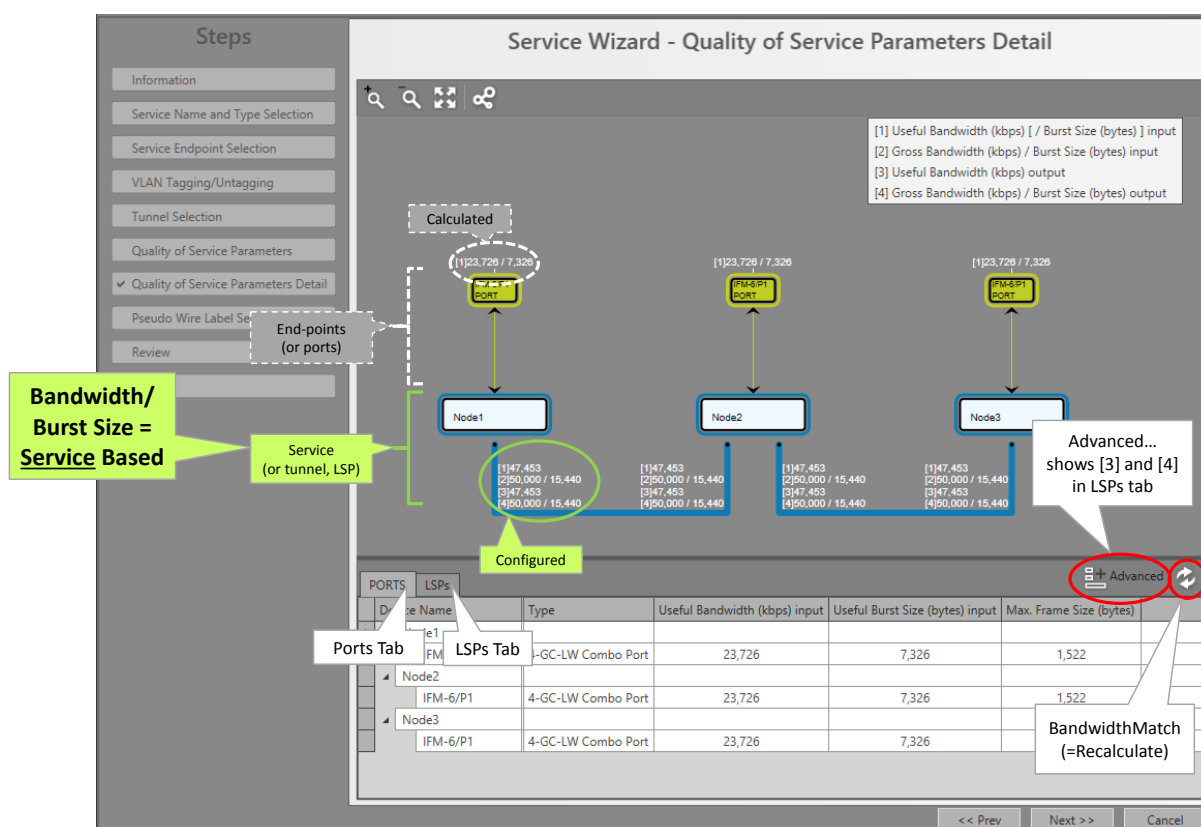 Steps
Information
Service Name and Type Selection
Service Endpoint Selection
VLAN Tagging/Untagging
Tunnel Selection
Quality of Service Parameters
Quality of Service Parameters Detail
Pseudo Wire Label Se
Review
Service Wizard - Quality of Service Parameters Detail
[1] Useful Bandwidth (kbps) [ / Burst Size (bytes) ] input
[2] Gross Bandwidth (kbps) / Burst Size (bytes) input
[3] Useful Bandwidth (kbps) output
[4] Gross Bandwidth (kbps) / Burst Size (bytes) output
Calculated
[1]23,726 / 7,326
[1]23,726 / 7,326
[1]23,726 / 7,326
PORT
IFM-6/P1
PORT
IFM-6/P1
PORT
End-points
(or ports)
Bandwidth/
Burst Size =
Service Based
Service
(or tunnel, LSP)
Node1
Node2
Node3
[1]47,453
[2]50,000 / 15,440
[3]47,453
[4]50,000 / 15,440
[1]47,453
[2]50,000 / 15,440
[3]47,453
[4]50,000 / 15,440
[1]47,453
[2]50,000 / 15,440
[3]47,453
[4]50,000 / 15,440
[1]47,453
[2]50,000 / 15,440
[3]47,453
[4]50,000 / 15,440
Configured
Advanced...
shows [3] and [4]
in LSPs tab
Advanced
PORTS LSPs
Name Type Useful Bandwidth (kbps) input Useful Burst Size (bytes) input Max. Frame Size (bytes)
Ports Tab
LSPs Tab
4-GC-LW Combo Port 23,726 7,326 1,522
Node2
IFM-6/P1 4-GC-LW Combo Port 23,726 7,326 1,522
Node3
IFM-6/P1 4-GC-LW Combo Port 23,726 7,326
BandwidthMatch
(=Recalculate)
<< Prev Next >> Cancel